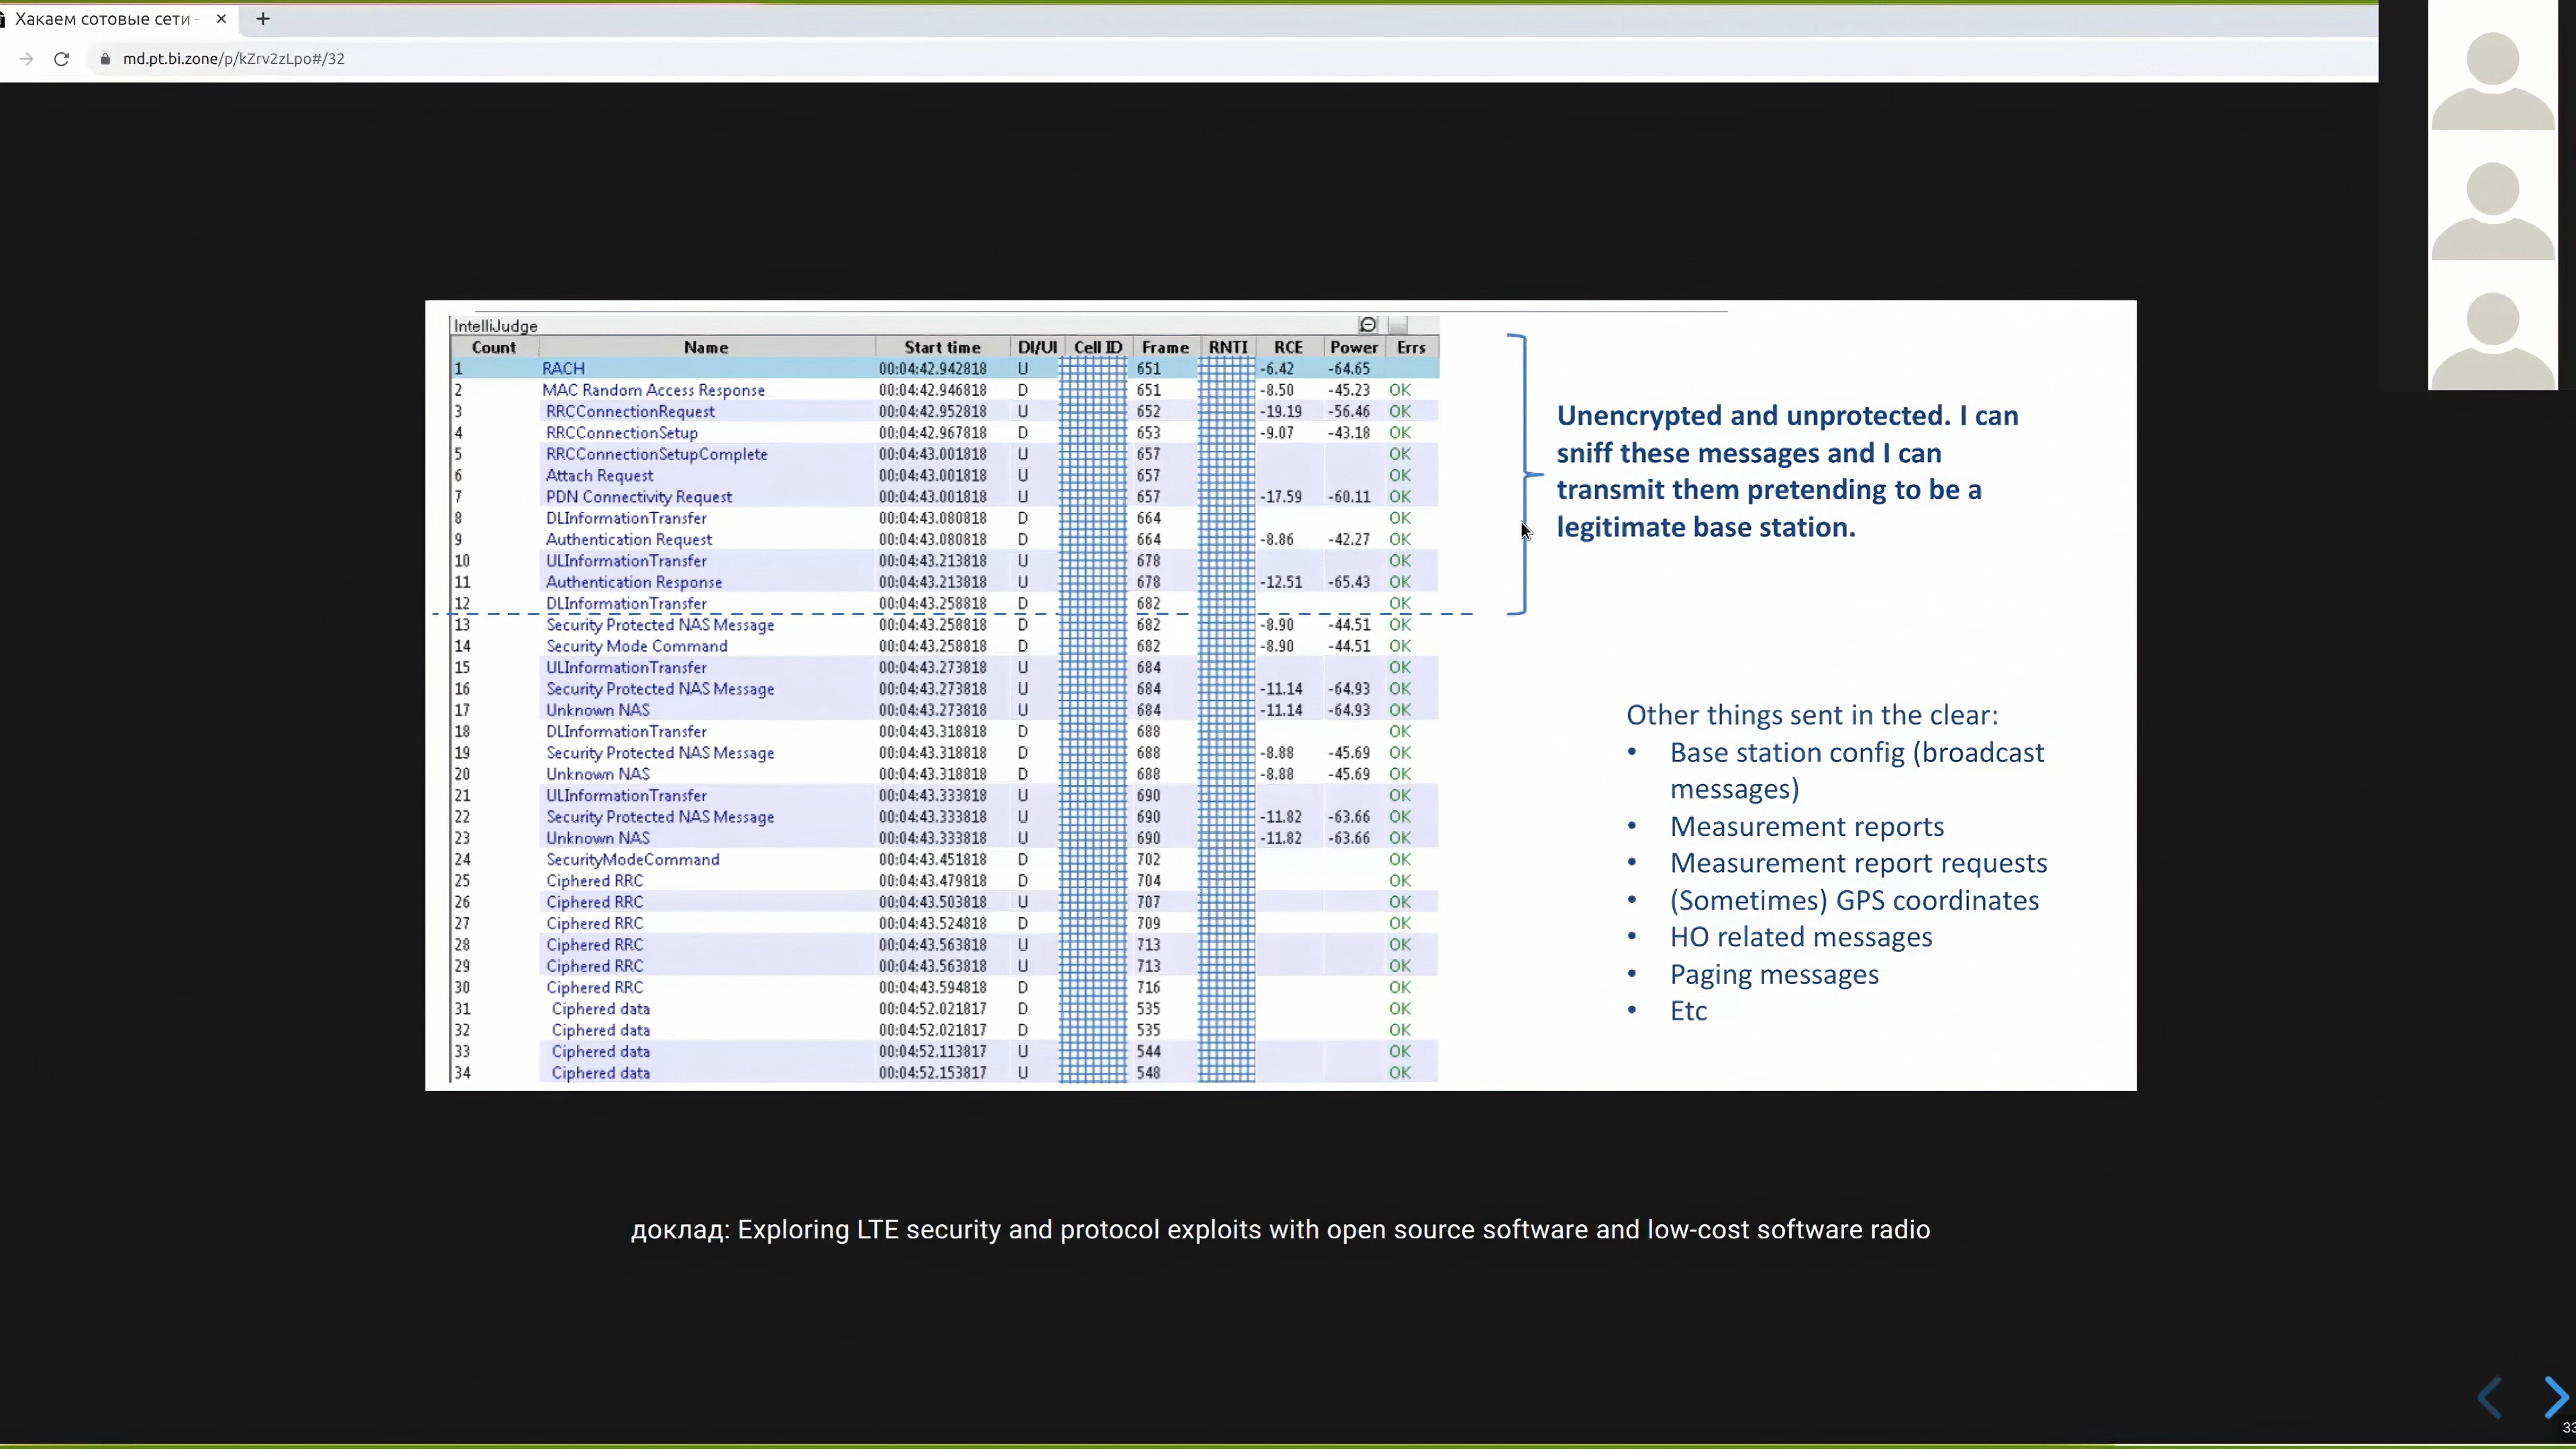 Хакаем сотовые сети -
md.pt.bi.zone/p/kZrv2zLpo#/32
IntelliJudge
Count Name Start time Dl/Ul Cell ID Frame RNTI RCE Power Errs
1 RACH 00:04:42.942818 U 651 -6.42 -64.65
2 MAC Random Access Response 00:04:42.946818 D 651 -8.50 -45.23 OK
3 RRCConnectionRequest 00:04:42.952818 U 652 -19.19 -56.46 OK
4 RRCConnectionSetup 00:04:42.967818 D 653 -9.07 -43.18 OK
5 RRCConnectionSetupComplete 00:04:43.001818 U 657 OK
6 Attach Request 00:04:43.001818 U 657 OK
7 PDN Connectivity Request 00:04:43.001818 U 657 -17.59 -60.11 OK
8 DLInformationTransfer 00:04:43.080818 D 664 OK
9 Authentication Request 00:04:43.080818 D 664 -8.86 -42.27 OK
10 ULInformationTransfer 00:04:43.213818 U 678 OK
11 Authentication Response 00:04:43.213818 U 678 -12.51 -65.43 OK
12 DLInformationTransfer 00:04:43.258818 D 682 OK
13 Security Protected NAS Message 00:04:43.258818 D 682 -8.90 -44.51 OK
14 Security Mode Command 00:04:43.258818 D 682 -8.90 -44.51 OK
15 ULInformationTransfer 00:04:43.273818 U 684 OK
16 Security Protected NAS Message 00:04:43.273818 U 684 -11.14 -64.93 OK
17 Unknown NAS 00:04:43.273818 U 684 -11.14 -64.93 OK
18 DLInformationTransfer 00:04:43.318818 D 688 OK
19 Security Protected NAS Message 00:04:43.318818 D 688 -8.88 -45.69 OK
20 Unknown NAS 00:04:43.318818 D 688 -8.88 -45.69 OK
21 ULInformationTransfer 00:04:43.333818 U 690 OK
22 Security Protected NAS Message 00:04:43.333818 U 690 -11.82 -63.66 OK
23 Unknown NAS 00:04:43.333818 U 690 -11.82 -63.66 OK
24 SecurityModeCommand 00:04:43.451818 D 702 OK
25 Ciphered RRC 00:04:43.479818 D 704 OK
26 Ciphered RRC 00:04:43.503818 U 707 OK
27 Ciphered RRC 00:04:43.524818 D 709 OK
28 Ciphered RRC 00:04:43.563818 U 713 OK
29 Ciphered RRC 00:04:43.563818 U 713 OK
30 Ciphered RRC 00:04:43.594818 D 716 OK
31 Ciphered data 00:04:52.021817 D 535 OK
32 Ciphered data 00:04:52.021817 D 535 OK
33 Ciphered data 00:04:52.113817 U 544 OK
34 Ciphered data 00:04:52.153817 U 548 OK
Unencrypted and unprotected. I can
sniff these messages and I can
transmit them pretending to be a
legitimate base station.
Other things sent in the clear:
• Base station config (broadcast
messages)
• Measurement reports
• Measurement report requests
• (Sometimes) GPS coordinates
• HO related messages
• Paging messages
• Etc
доклад: Exploring LTE security and protocol exploits with open source software and low-cost software radio
33